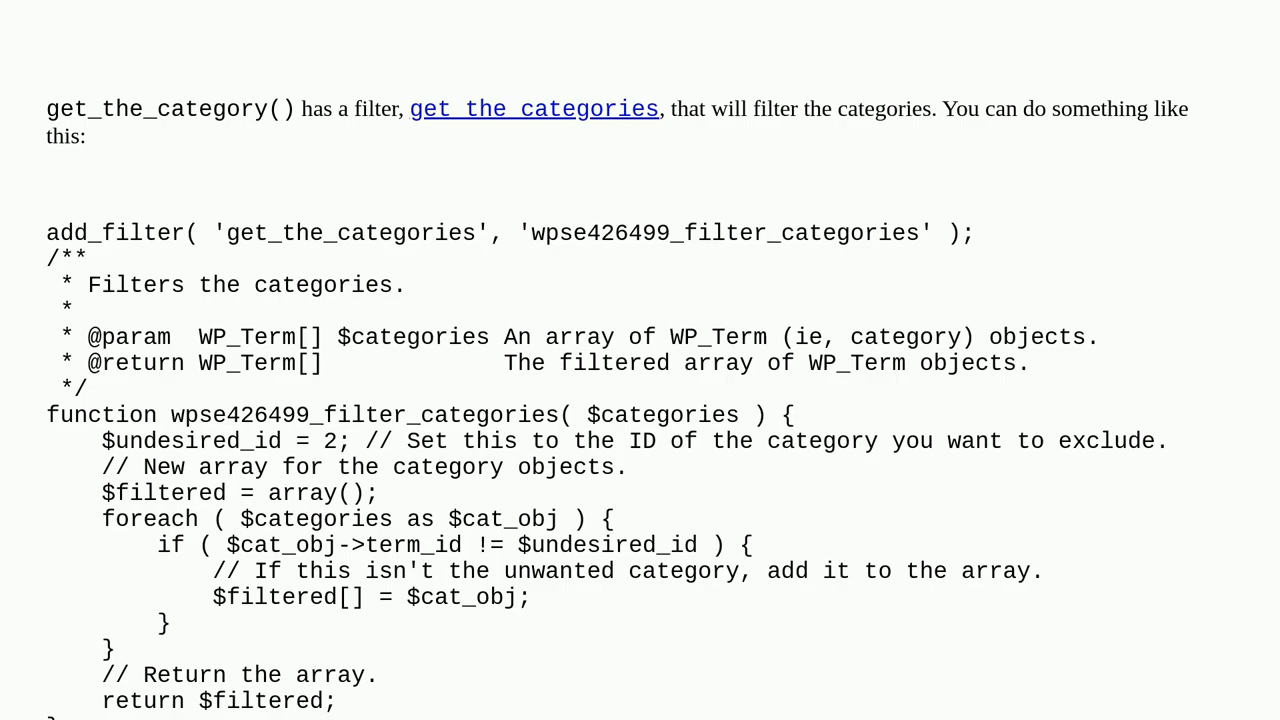 get_the_category() has a filter, get_the_categories, that will filter the categories. You can do something like
this:
add_filter( 'get_the_categories', 'wpse426499_filter_categories' );
/**
 * Filters the categories.
 *
 * @param  WP_Term[] $categories An array of WP_Term (ie, category) objects.
 * @return WP_Term[]             The filtered array of WP_Term objects.
 */
function wpse426499_filter_categories( $categories ) {
    $undesired_id = 2; // Set this to the ID of the category you want to exclude.
    // New array for the category objects.
    $filtered = array();
    foreach ( $categories as $cat_obj ) {
        if ( $cat_obj->term_id != $undesired_id ) {
            // If this isn't the unwanted category, add it to the array.
            $filtered[] = $cat_obj;
        }
    }
    // Return the array.
    return $filtered;
}